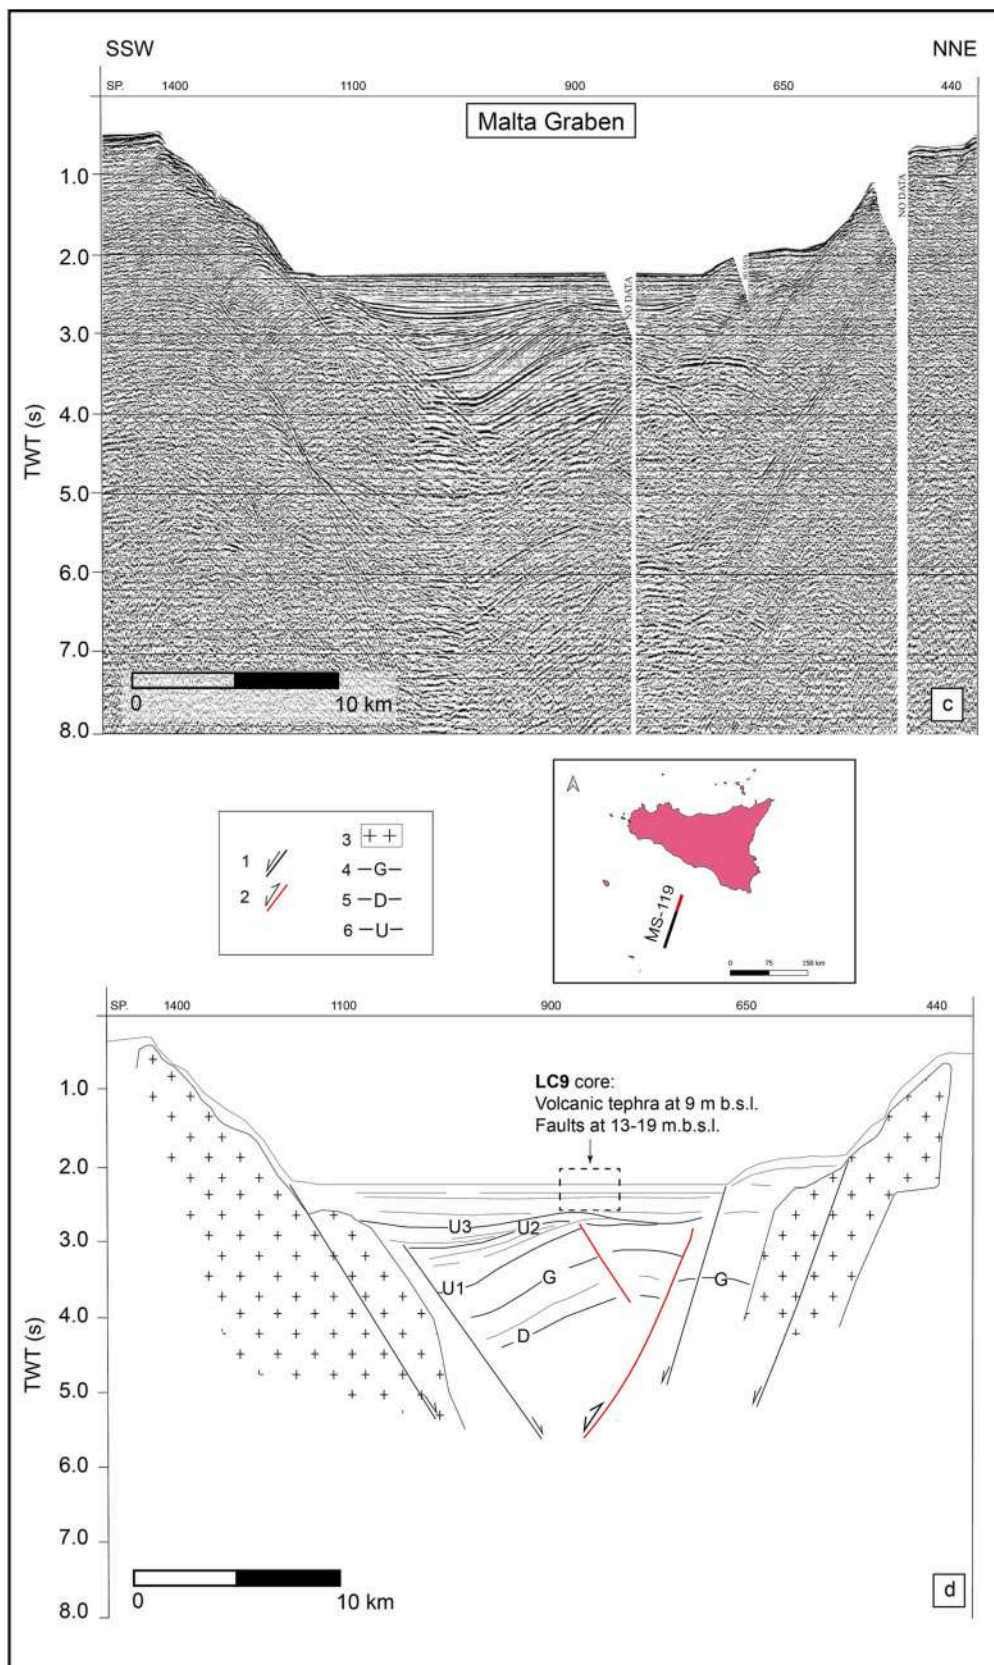 SSW NNE
SP. 1400 1100 900 650 440
Malta Graben
1.0
2.0
3.0
4.0
5.0
6.0
7.0
8.0
TWT (s)
NO DATA
NO DATA
0 10 km
c
1
2
3 + +
4 —G—
5 —D—
6 —U—
MS-119
0 75 150 km
SP. 1400 1100 900 650 440
LC9 core:
Volcanic tephra at 9 m b.s.l.
Faults at 13-19 m.b.s.l.
1.0
2.0
3.0
4.0
5.0
6.0
7.0
8.0
TWT (s)
U3 U2
U1 G G
D
0 10 km
d